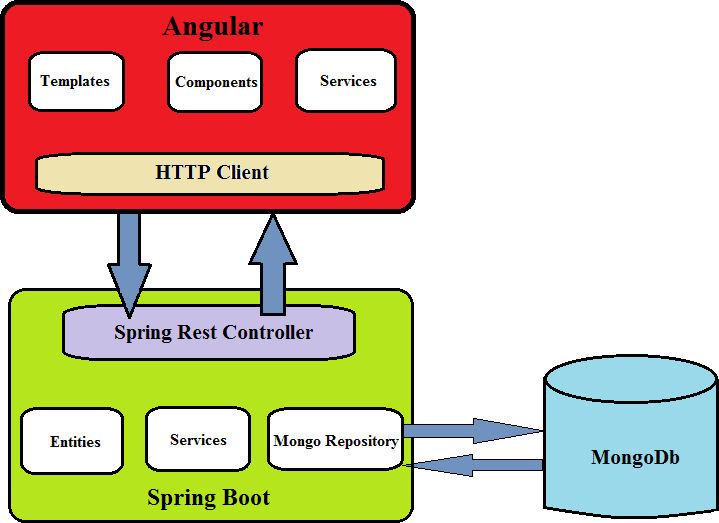 Angular
Templates
Components
Services
HTTP Client
Spring Rest Controller
Entities
Services
Mongo Repository
MongoDb
Spring Boot